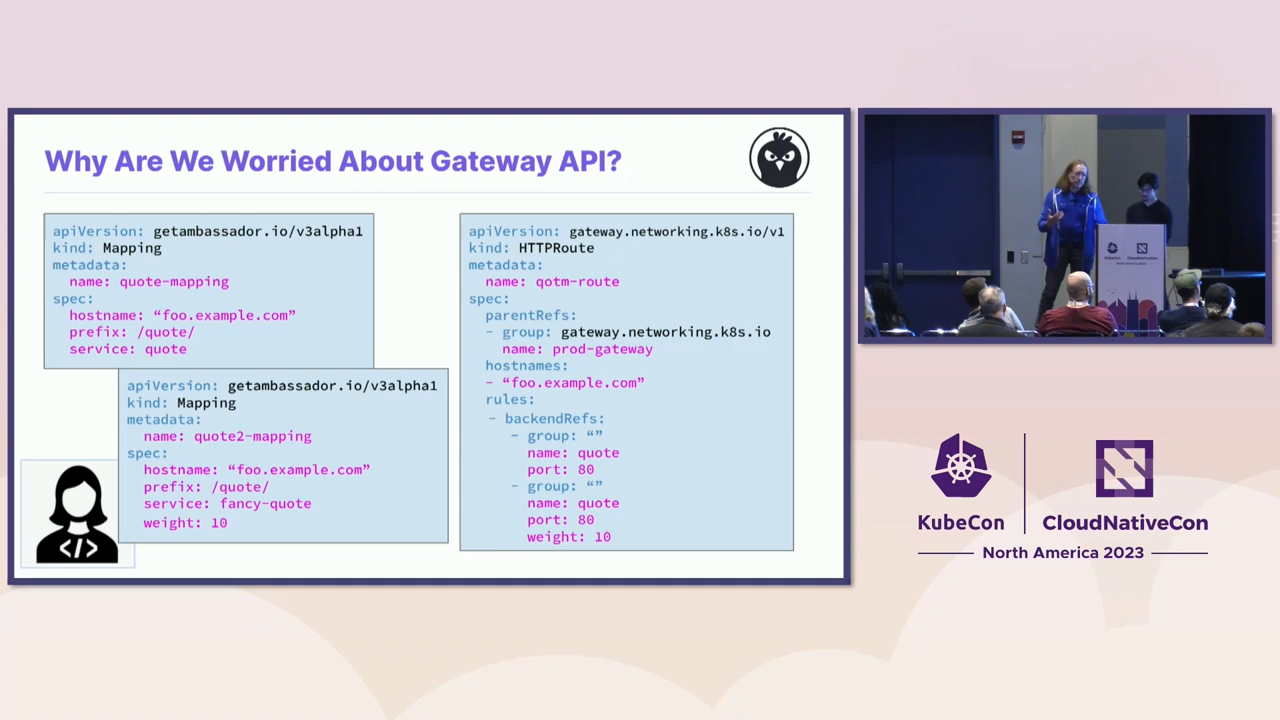 Why Are We Worried About Gateway API?
apiVersion: getambassador.io/v3alpha1
kind: Mapping
metadata:
  name: quote-mapping
spec:
  hostname: “foo.example.com”
  prefix: /quote/
  service: quote
apiVersion: getambassador.io/v3alpha1
kind: Mapping
metadata:
  name: quote2-mapping
spec:
  hostname: “foo.example.com”
  prefix: /quote/
  service: fancy-quote
  weight: 10
</>
apiVersion: gateway.networking.k8s.io/v1
kind: HTTPRoute
metadata:
  name: qotm-route
spec:
  parentRefs:
  - group: gateway.networking.k8s.io
    name: prod-gateway
  hostnames:
  - “foo.example.com”
  rules:
  - backendRefs:
    - group: “”
      name: quote
      port: 80
    - group: “”
      name: quote
      port: 80
      weight: 10
KubeCon
CloudNativeCon
North America 2023